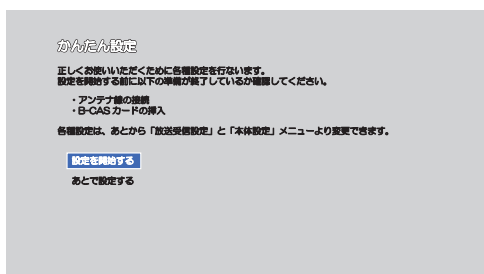 かんたん設定
正しくお使いいただくために各種設定を行ないます。
設定を開始する前に以下の準備が終了しているか確認してください。
・アンテナ線の接続
・B-CASカードの挿入
各種設定は、あとから「放送受信設定」と「本体設定」メニューより変更できます。
設定を開始する
あとで設定する